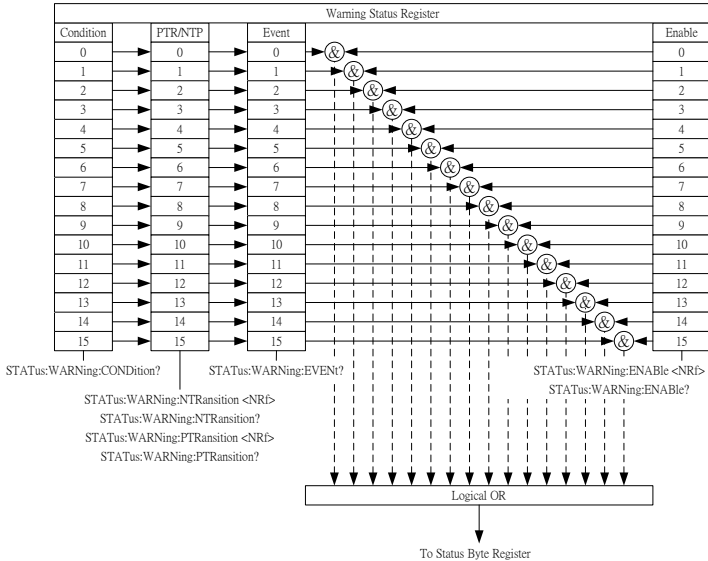 Warning Status Register
Condition PTR/NTP Event Enable
0 0 0 & 0
1 1 1 & 1
2 2 2 & 2
3 3 3 & 3
4 4 4 & 4
5 5 5 & 5
6 6 6 & 6
7 7 7 & 7
8 8 8 & 8
9 9 9 & 9
10 10 10 & 10
11 11 11 & 11
12 12 12 & 12
13 13 13 & 13
14 14 14 & 14
15 15 15 & 15
STATus:WARNing:CONDition? STATus:WARNing:EVENt? STATus:WARNing:ENABle <NRf>
STATus:WARNing:ENABle?
STATus:WARNing:NTRansition <NRf>
STATus:WARNing:NTRansition?
STATus:WARNing:PTRansition <NRf>
STATus:WARNing:PTRansition?
Logical OR
To Status Byte Register